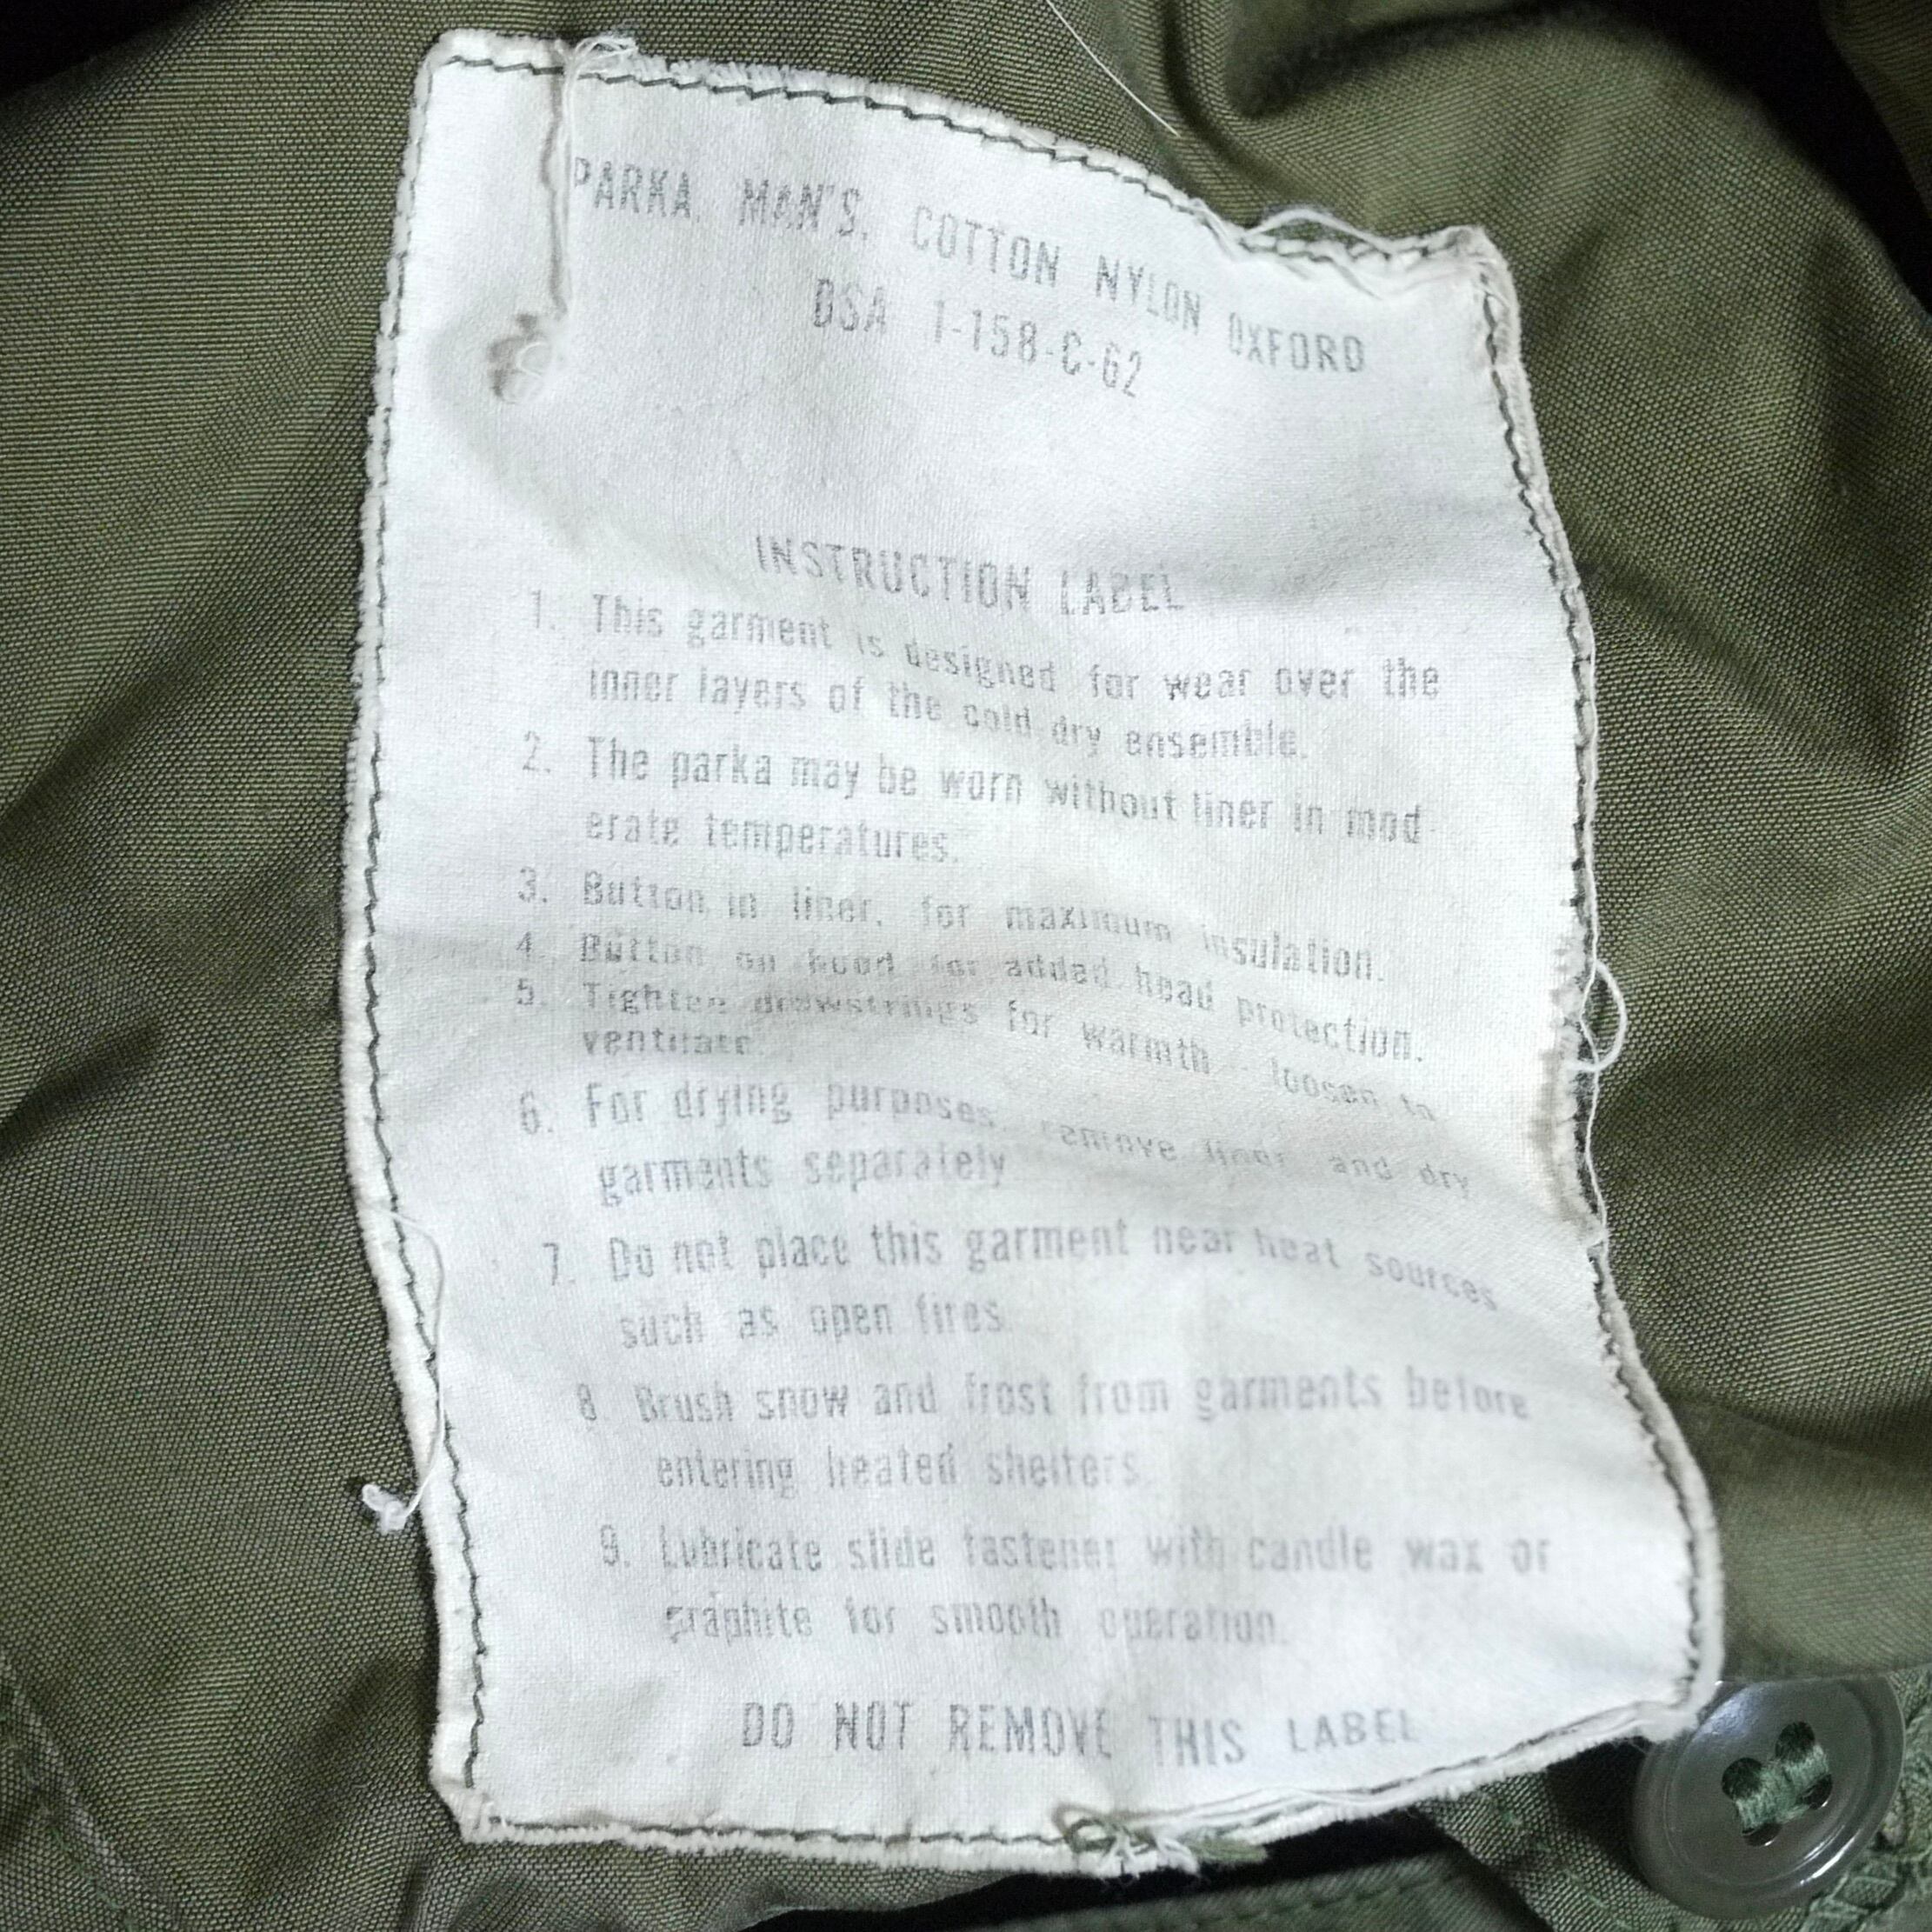 PARKA, MAN'S, COTTON NYLON OXFORD
DSA 1-158-C-62
INSTRUCTION LABEL
1. This garment is designed for wear over the
inner layers of the cold dry ensemble.
2. The parka may be worn without liner in mod-
erate temperatures.
3. Button in liner, for maximum insulation.
4. Button on hood for added head protection.
5. Tighten drawstrings for warmth - loosen to
ventilate.
6. For drying purposes, remove liner and dry
garments separately
7. Do not place this garment near heat sources
such as open fires.
8. Brush snow and frost from garments before
entering heated shelters.
9. Lubricate slide fastener with candle wax or
graphite for smooth operation.
DO NOT REMOVE THIS LABEL